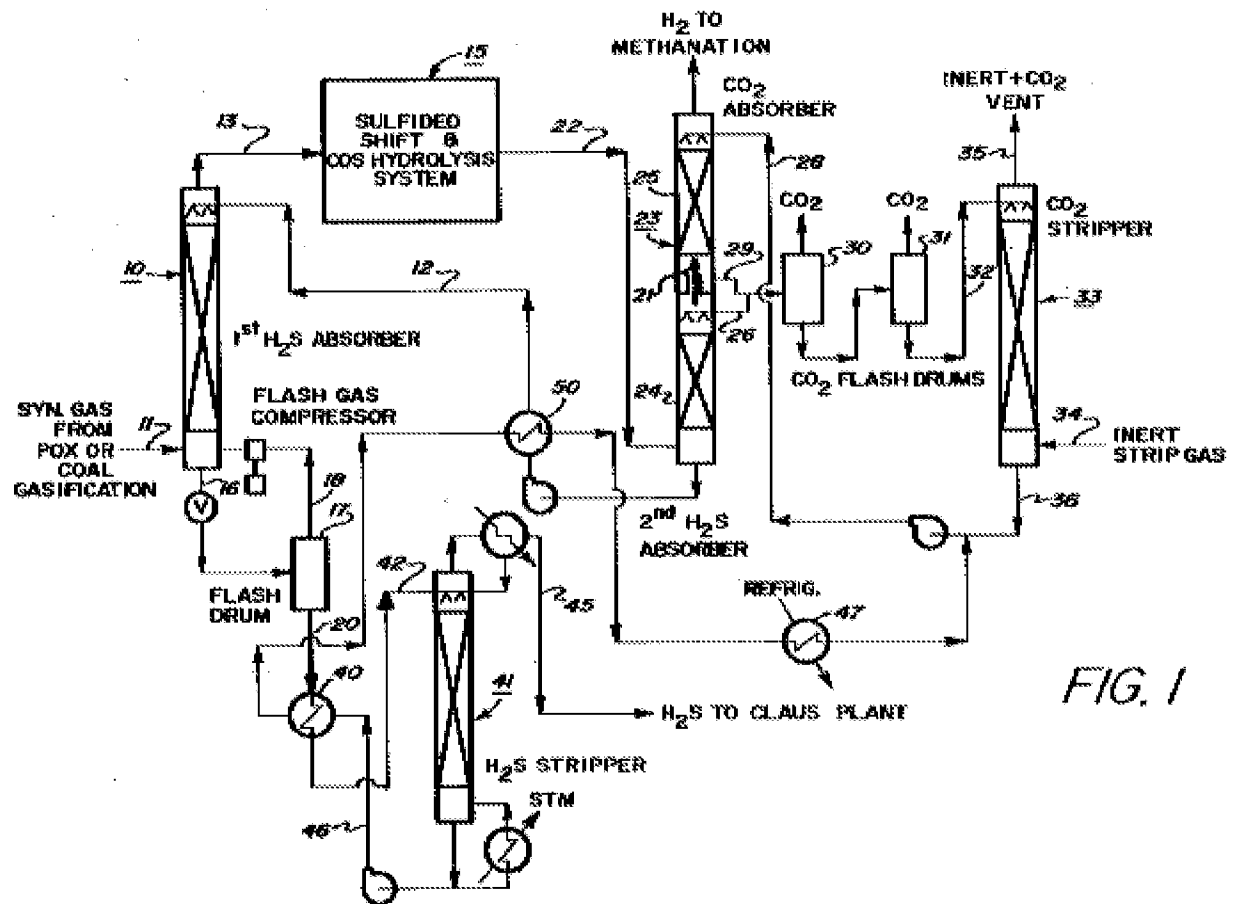 H2 TO
METHANATION
15
CO2
ABSORBER
INERT+CO2
VENT
13
SULFIDED
SHIFT &
COS HYDROLYSIS
SYSTEM
22
28
35
25
CO2
CO2
CO2
STRIPPER
10
12
23
29
30
31
32
21
33
26
1st H2S ABSORBER
CO2 FLASH DRUMS
FLASH GAS
COMPRESSOR
50
24
SYN. GAS
FROM
POX OR
COAL
GASIFICATION
11
34
INERT
STRIP GAS
16
V
18
17
36
2nd H2S
ABSORBER
42
FLASH
DRUM
45
REFRIG.
47
20
40
41
FIG. 1
H2S TO CLAUS PLANT
H2S STRIPPER
STM
46